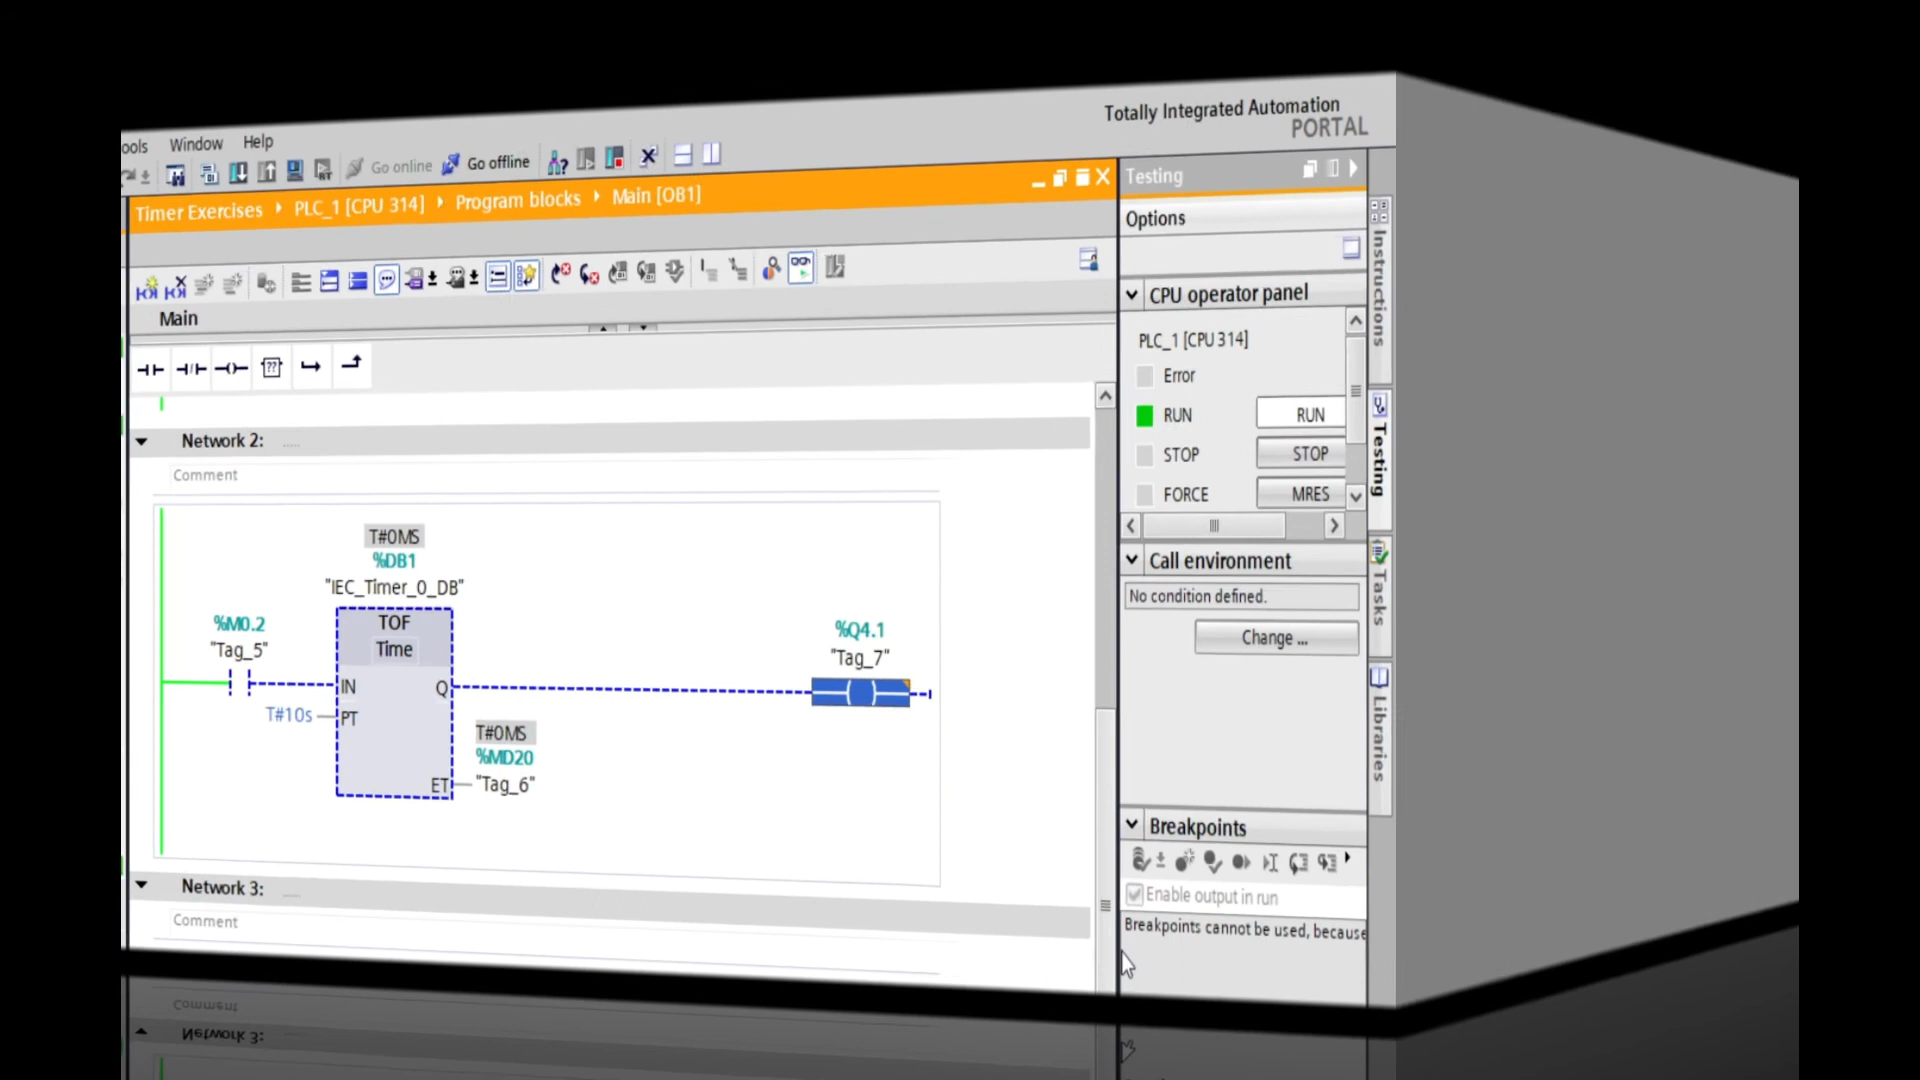 Totally Integrated Automation
PORTAL
ools Window Help
Go online Go offline
Timer Exercises PLC_1 [CPU 314] Program blocks Main [OB1]
Testing
Options
Main
CPU operator panel
PLC_1 [CPU 314]
Error
RUN RUN
STOP STOP
FORCE MRES
Network 2: .....
Comment
T#0MS
%DB1
"IEC_Timer_0_DB"
TOF
Time
%M0.2
"Tag_5"
IN Q
T#10s PT
ET
T#0MS
%MD20
"Tag_6"
%Q4.1
"Tag_7"
Network 3: .....
Comment
Call environment
No condition defined.
Change ...
Breakpoints
Enable output in run
Breakpoints cannot be used, because
Instructions
Testing
Tasks
Libraries
Comment
Network 3: